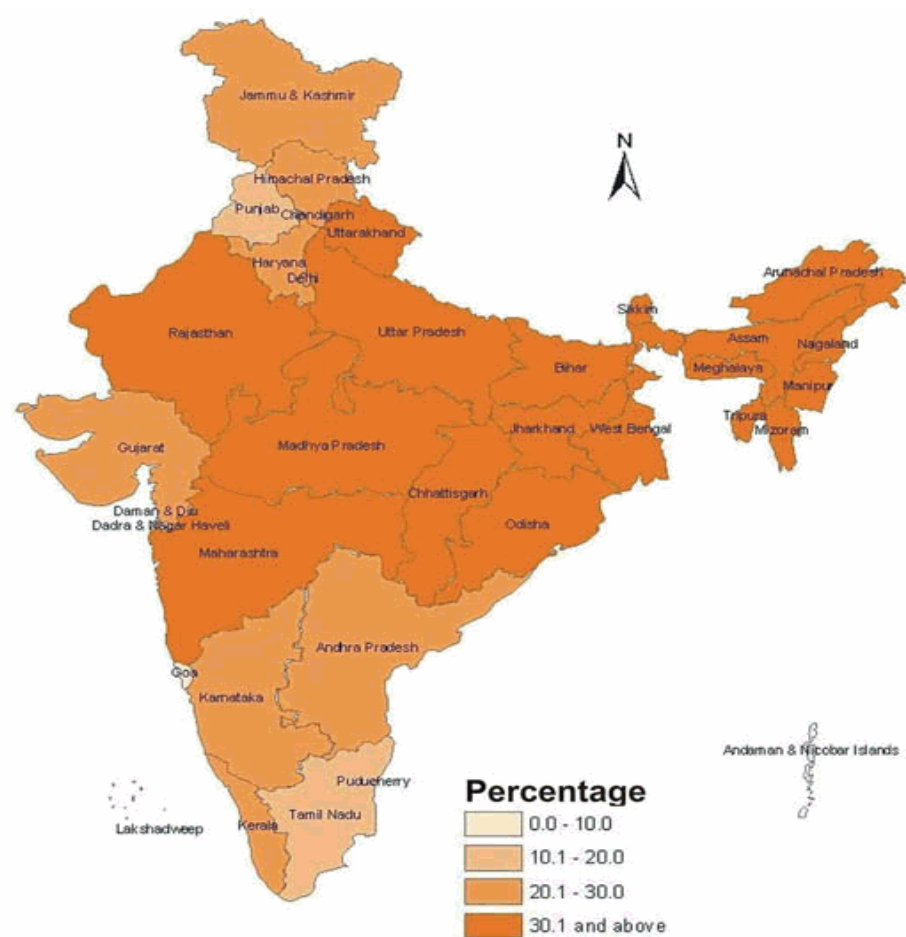 Jammu & Kashmir
N
Himachal Pradesh
Punjab
Chandigarh
Uttarakhand
Haryana
Delhi
Arunachal Pradesh
Sikkim
Rajasthan
Uttar Pradesh
Assam
Nagaland
Bihar
Meghalaya
Manipur
Tripura
Mizoram
Gujarat
Madhya Pradesh
Jharkhand
West Bengal
Chhattisgarh
Daman & Diu
Dadra & Nagar Haveli
Odisha
Maharashtra
Andhra Pradesh
Goa
Karnataka
Andaman & Nicobar Islands
Puducherry
Tamil Nadu
Lakshadweep
Kerala
Percentage
0.0 - 10.0
10.1 - 20.0
20.1 - 30.0
30.1 and above